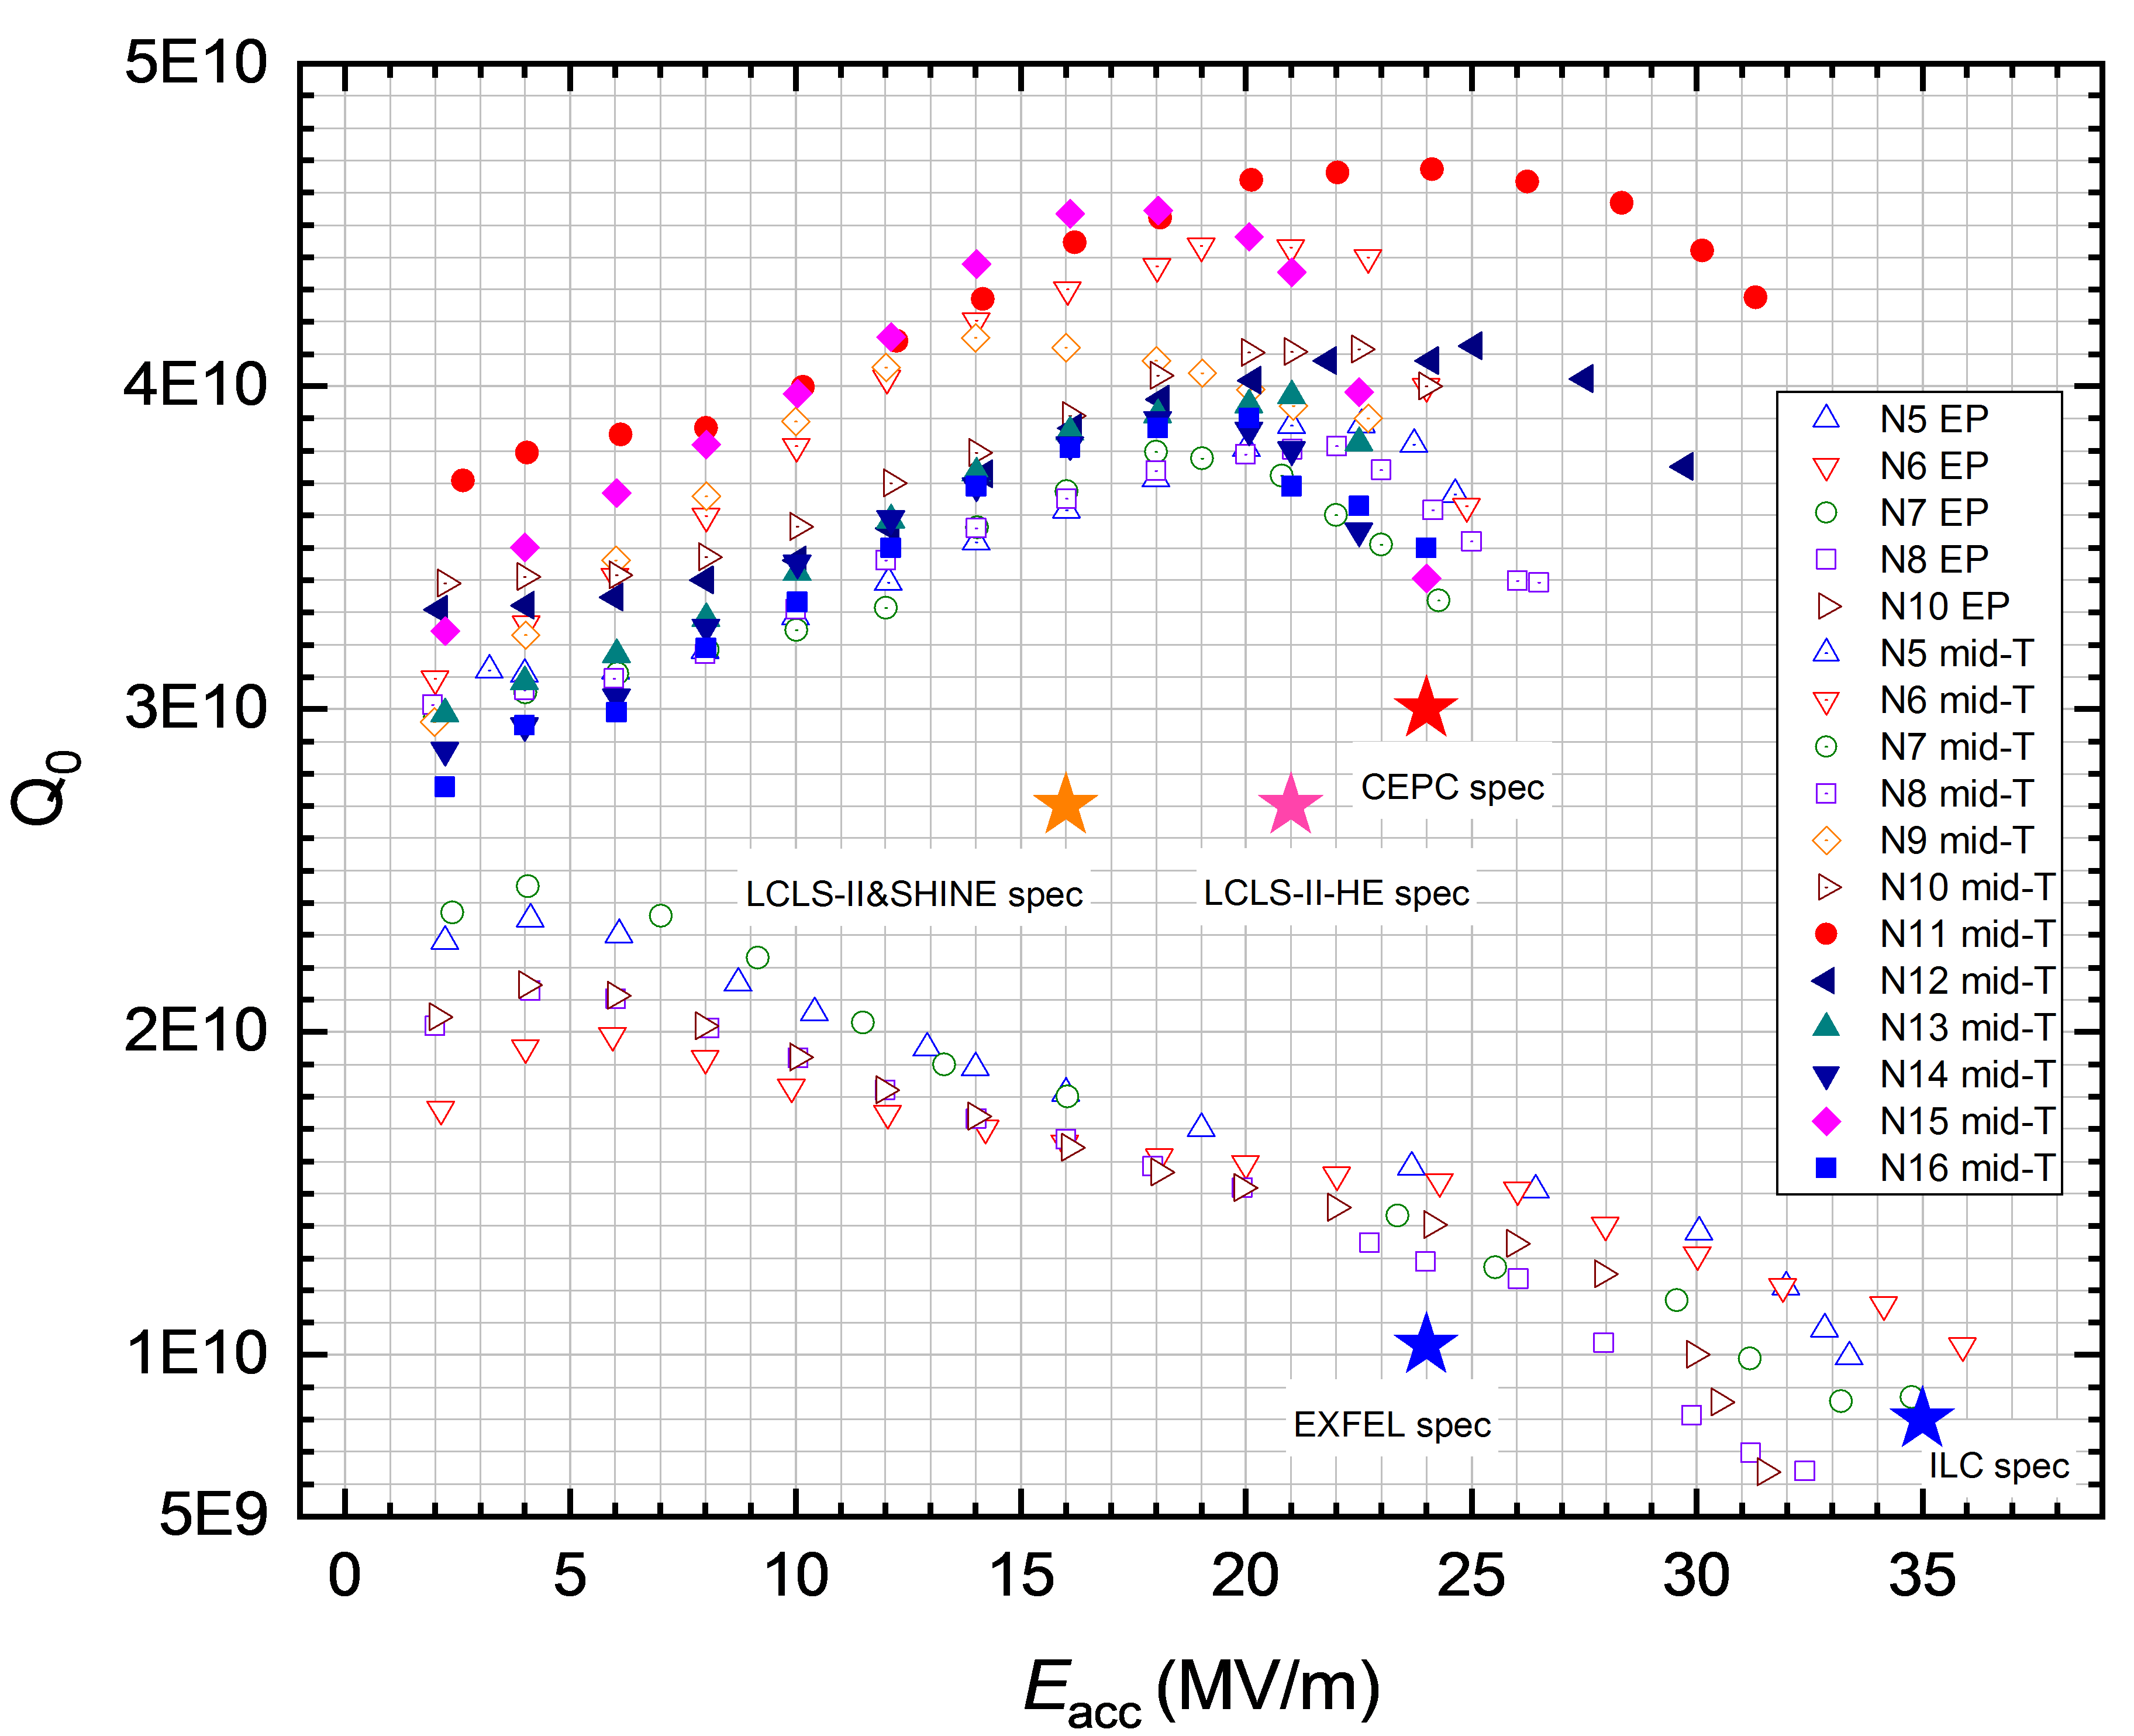 5E10
4E10
3E10
2E10
1E10
5E9
Q0
N5 EP
N6 EP
N7 EP
N8 EP
N10 EP
N5 mid-T
N6 mid-T
N7 mid-T
N8 mid-T
N9 mid-T
N10 mid-T
N11 mid-T
N12 mid-T
N13 mid-T
N14 mid-T
N15 mid-T
N16 mid-T
CEPC spec
LCLS-II&SHINE spec
LCLS-II-HE spec
EXFEL spec
ILC spec
0 5 10 15 20 25 30 35
Eacc (MV/m)